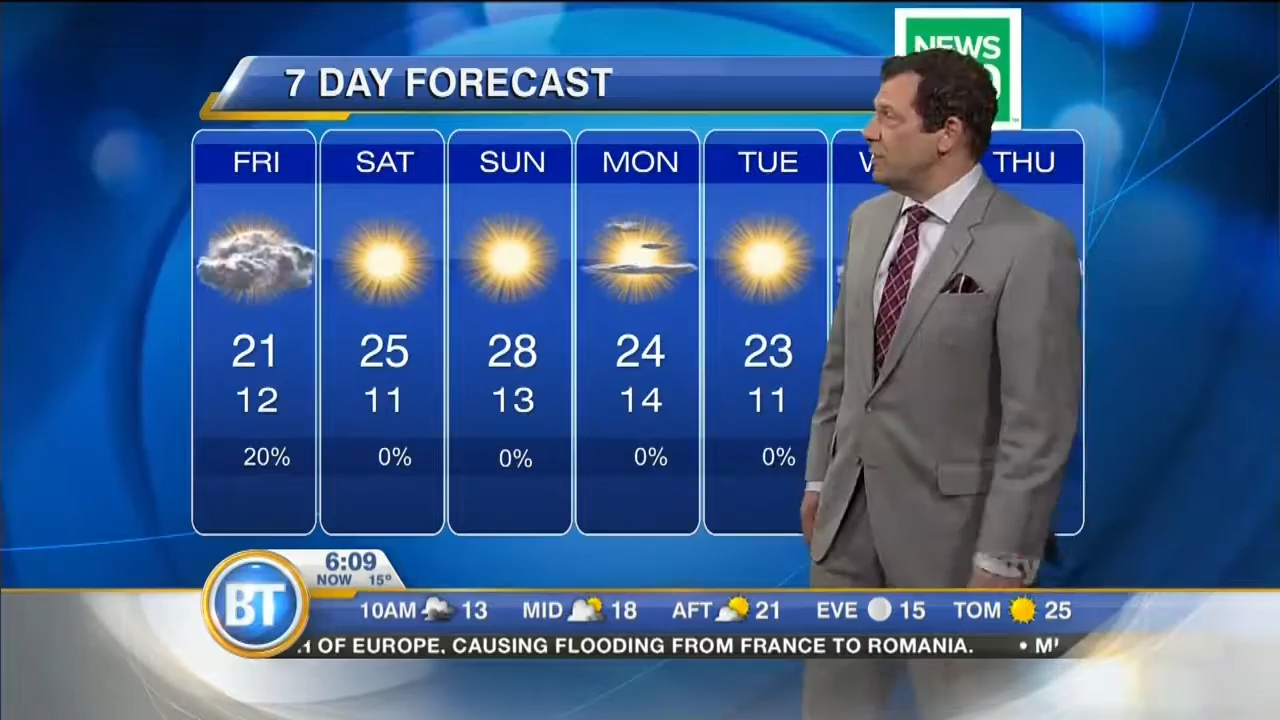 NEWS
7 DAY FORECAST
FRI SAT SUN MON TUE THU
21 25 28 24 23
12 11 13 14 11
20% 0% 0% 0% 0%
6:09
NOW 15°
BT
10AM 13 MID 18 AFT 21 EVE 15 TOM 25
OF EUROPE, CAUSING FLOODING FROM FRANCE TO ROMANIA. •